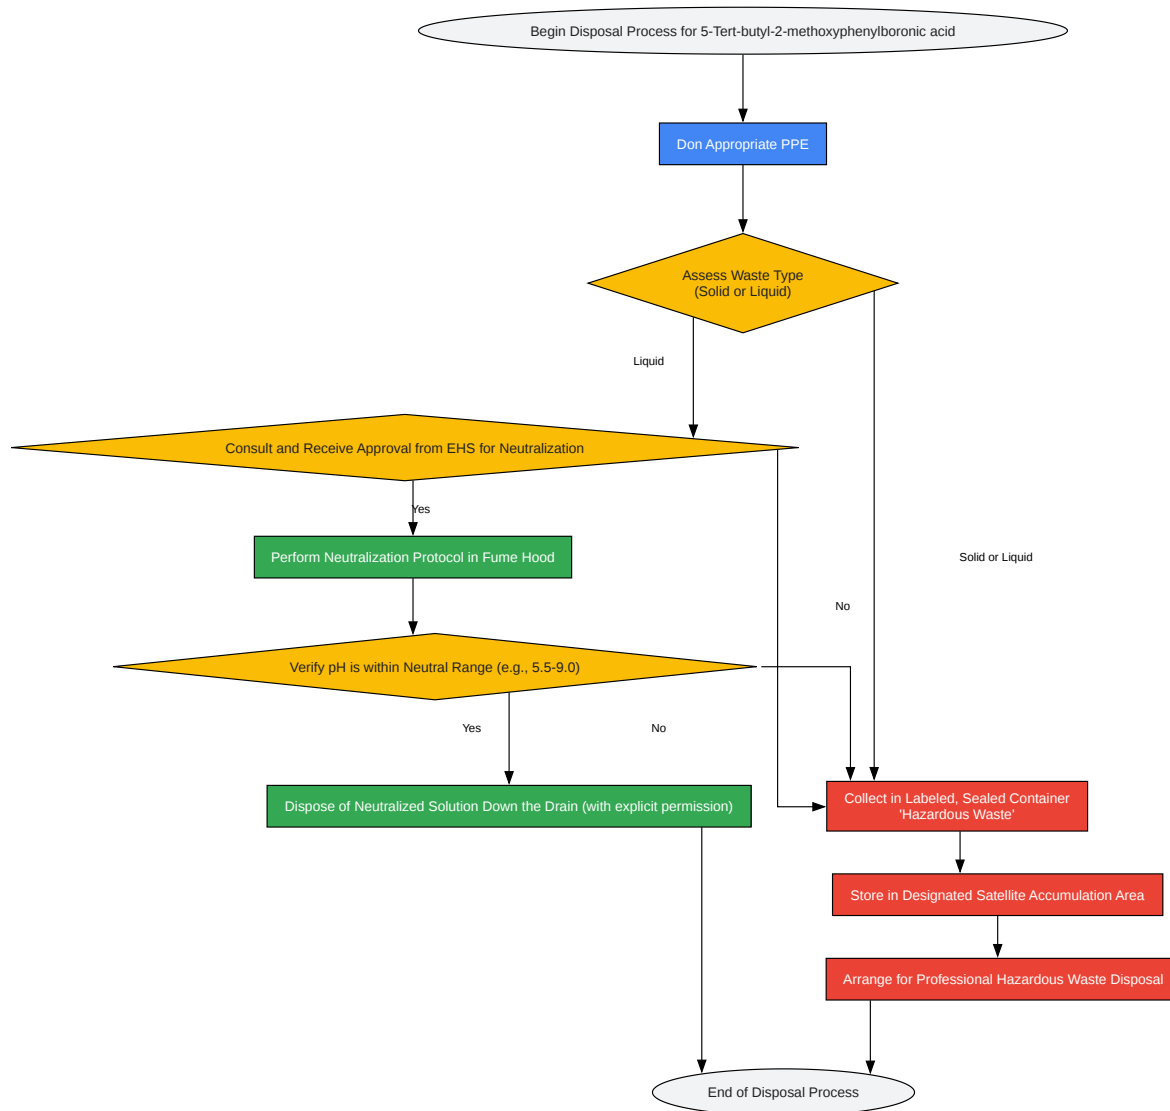 Begin Disposal Process for 5-Tert-butyl-2-methoxyphenylboronic acid
Don Appropriate PPE
Assess Waste Type
(Solid or Liquid)
Liquid
Consult and Receive Approval from EHS for Neutralization
Yes
Perform Neutralization Protocol in Fume Hood
Solid or Liquid
No
Verify pH is within Neutral Range (e.g., 5.5-9.0)
Yes
No
Dispose of Neutralized Solution Down the Drain (with explicit permission)
Collect in Labeled, Sealed Container
'Hazardous Waste'
Store in Designated Satellite Accumulation Area
Arrange for Professional Hazardous Waste Disposal
End of Disposal Process